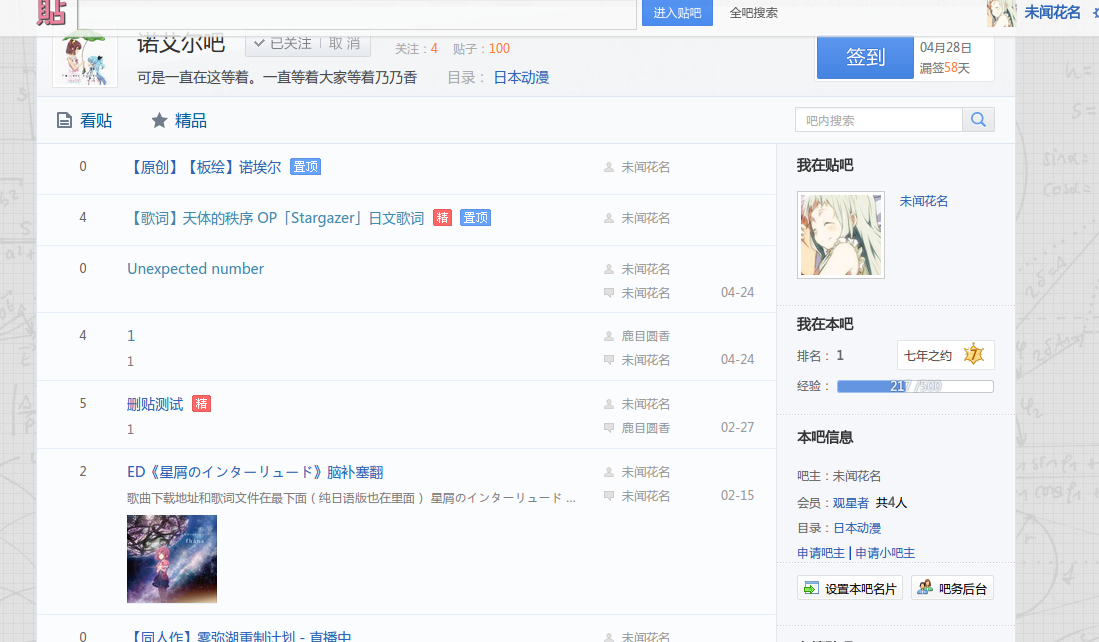 貼
进入贴吧 全吧搜索 未闻花名
诺艾尔吧 已关注 取 消 关注：4 贴子：100
可是一直在这等着。一直等着大家等着乃乃香 目录： 日本动漫
签到 04月28日
漏签58天
看贴 精品 吧内搜索
0 【原创】【板绘】诺埃尔 置顶 未闻花名
4 【歌词】天体的秩序 OP「Stargazer」日文歌词 精 置顶 未闻花名
0 Unexpected number 未闻花名
未闻花名 04-24
4 1 鹿目圆香
1 未闻花名 04-24
5 删贴测试 精 未闻花名
1 鹿目圆香 02-27
2 ED《星屑のインターリュード》脑补塞翻 未闻花名
歌曲下载地址和歌词文件在最下面（纯日语版也在里面） 星屑のインターリュード ... 未闻花名 02-15
fhána
0 【同人作】雫弥湖重制计划 - 直播中 未闻花名
我在贴吧
未闻花名
我在本吧
排名： 1 七年之约 7
经验： 217 /500
本吧信息
吧主：未闻花名
会员：观星者 共4人
目录：日本动漫
申请吧主 | 申请小吧主
设置本吧名片 吧务后台